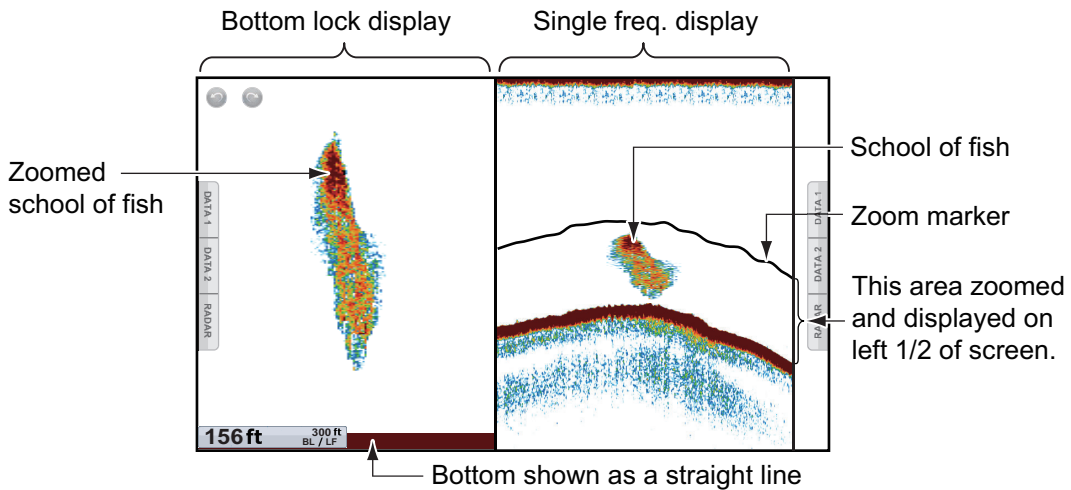 Bottom lock display
Single freq. display
Zoomed
school of fish
DATA 1
DATA 2
RADAR
School of fish
Zoom marker
DATA 1
DATA 2
RADAR
This area zoomed
and displayed on
left 1/2 of screen.
156 ft
300 ft
BL / LF
Bottom shown as a straight line